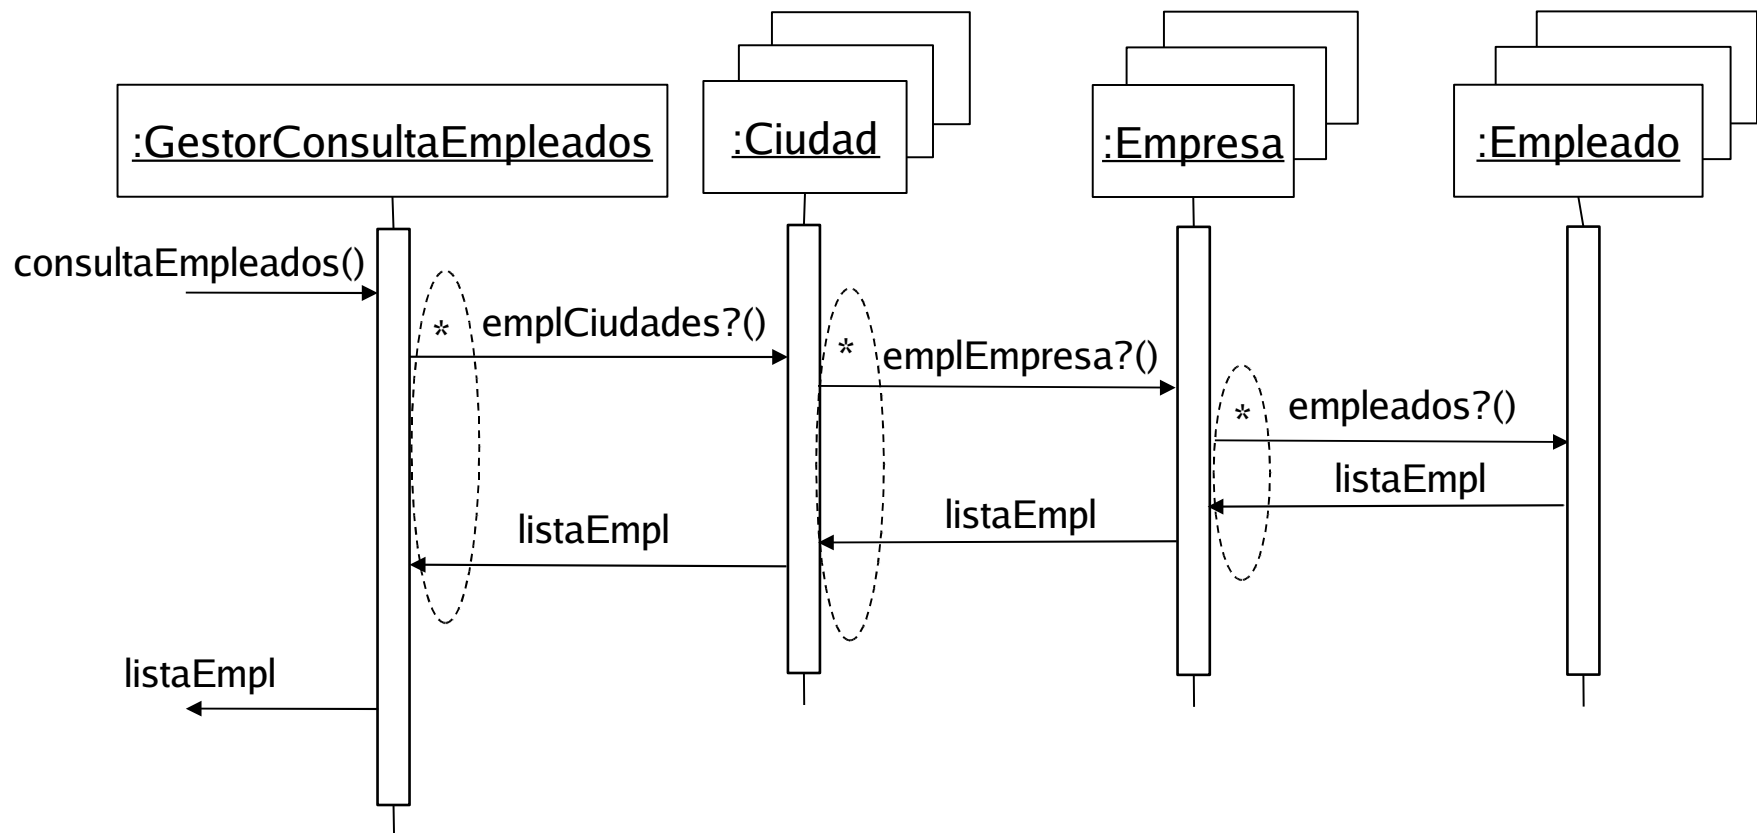 :GestorConsultaEmpleados
:Ciudad
:Empresa
:Empleado
consultaEmpleados()
* emplCiudades?()
* emplEmpresa?()
* empleados?()
listaEmpl
listaEmpl
listaEmpl
listaEmpl